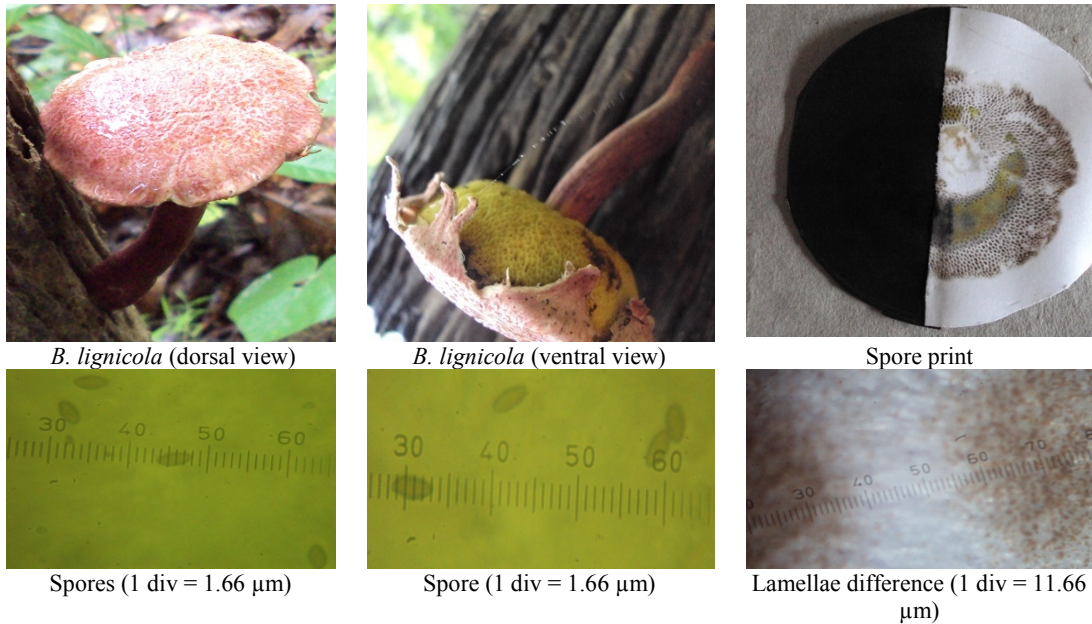 B. lignicola (dorsal view)
B. lignicola (ventral view)
Spore print
30 40 50 60
30 40 50 60
30 40 50 60 70
Spores (1 div = 1.66 µm)
Spore (1 div = 1.66 µm)
Lamellae difference (1 div = 11.66
µm)